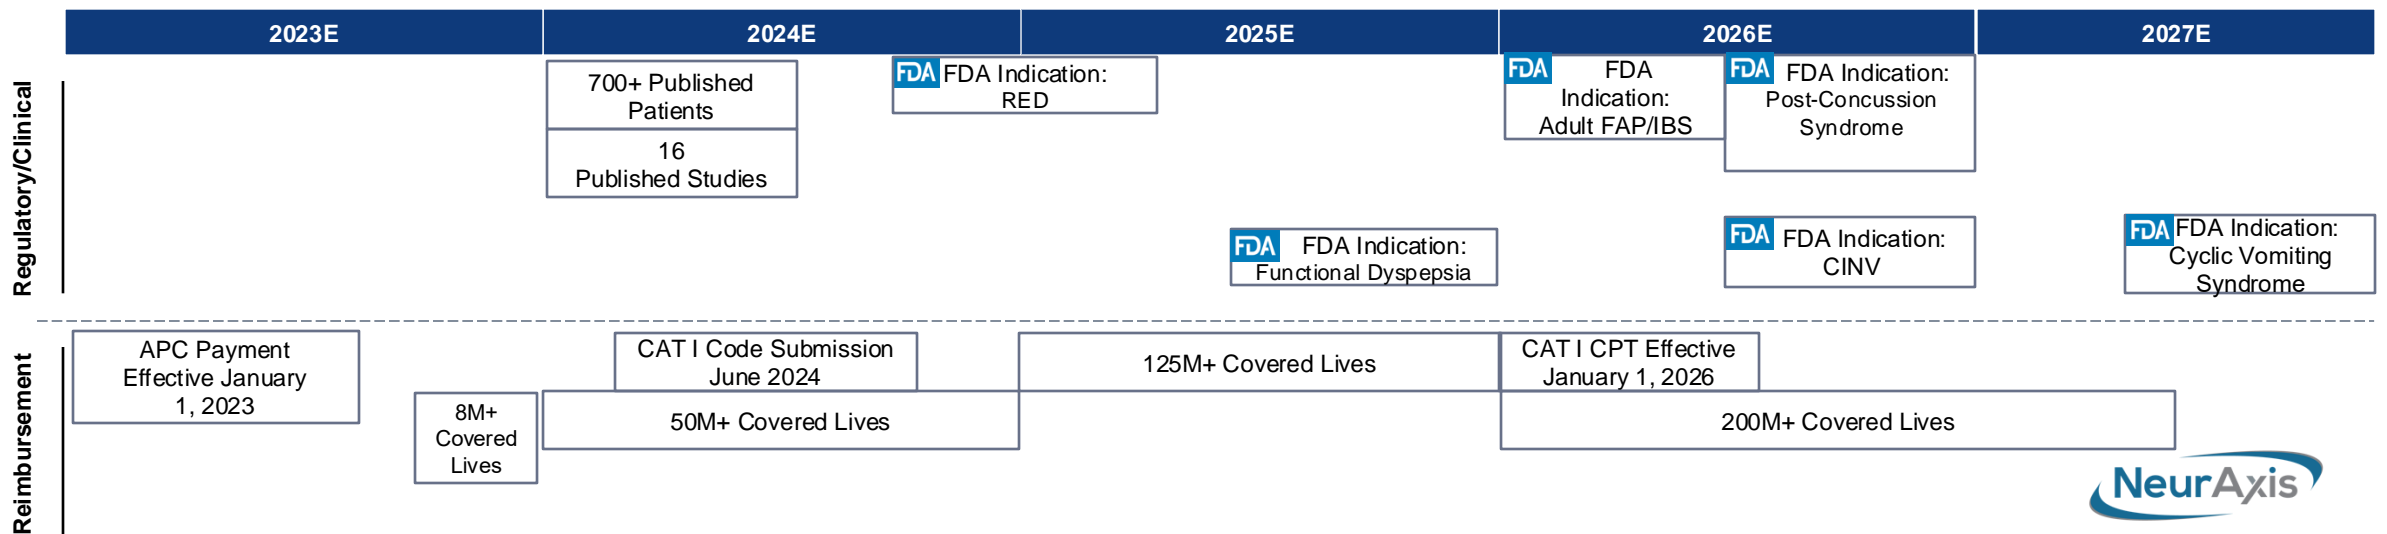 2023E
2024E
2025E
2026E
2027E
Regulatory/Clinical
700+ Published
Patients
16
Published Studies
FDA
FDA Indication:
RED
FDA
FDA Indication:
Functional Dyspepsia
FDA
FDA
Indication:
Adult FAP/IBS
FDA
FDA Indication:
Post-Concussion
Syndrome
FDA
FDA Indication:
CINV
FDA
FDA Indication:
Cyclic Vomiting
Syndrome
Reimbursement
APC Payment
Effective January
1, 2023
8M+
Covered
Lives
CAT I Code Submission
June 2024
50M+ Covered Lives
125M+ Covered Lives
CAT I CPT Effective
January 1, 2026
200M+ Covered Lives
NeurAxis